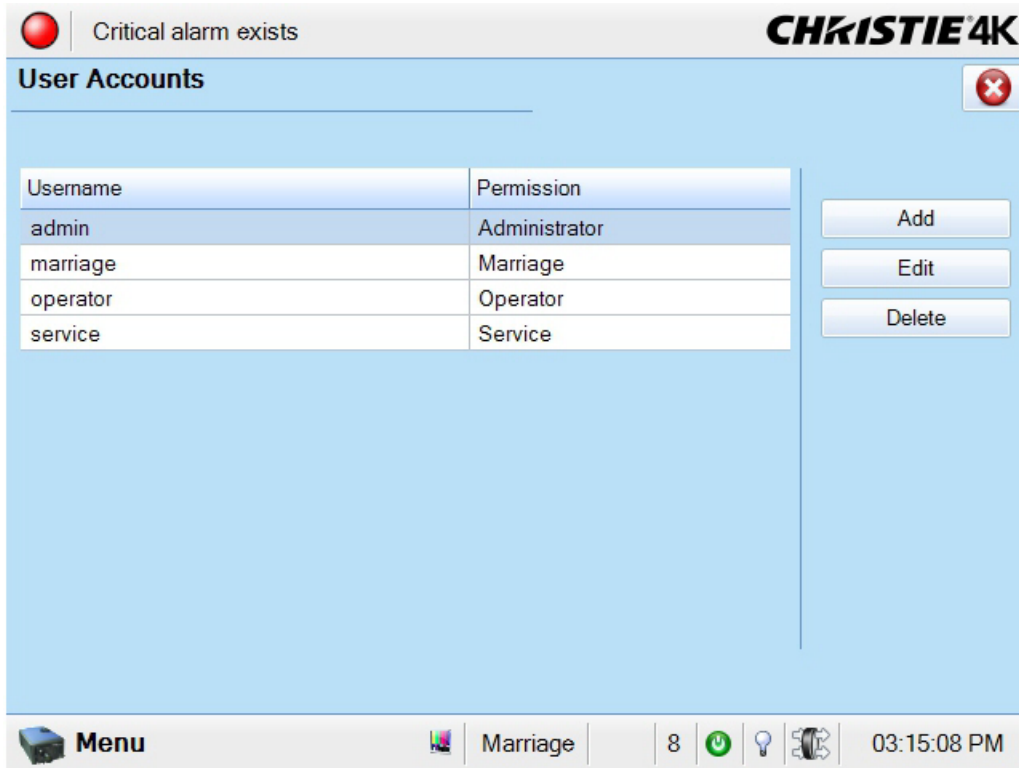 Critical alarm exists CHRISTIE 4K
User Accounts
Username Permission
admin Administrator
marriage Marriage
operator Operator
service Service
Add
Edit
Delete
Menu Marriage 8 03:15:08 PM